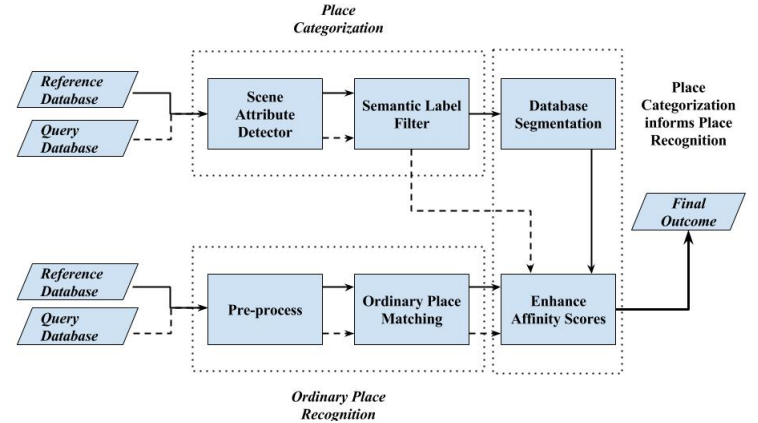 Place
Categorization
Reference
Database
Query
Database
Scene
Attribute
Detector
Semantic Label
Filter
Database
Segmentation
Place
Categorization
informs Place
Recognition
Final
Outcome
Reference
Database
Query
Database
Pre-process
Ordinary Place
Matching
Enhance
Affinity Scores
Ordinary Place
Recognition